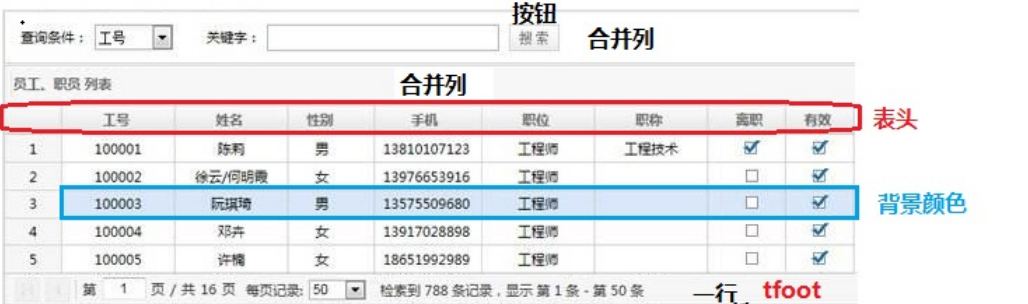 按钮
查询条件： 工号 关键字： 搜索 合并列
员工、职员 列表 合并列
工号 姓名 性别 手机 职位 职称 离职 有效 表头
1 100001 陈莉 男 13810107123 工程师 工程技术
2 100002 徐云/何明霞 女 13976653916 工程师
3 100003 阮琪琦 男 13575509680 工程师 背景颜色
4 100004 邓卉 女 13917028898 工程师
5 100005 许楠 女 18651992989 工程师
第 1 页 / 共 16 页 每页记录: 50 检索到 788 条记录，显示 第 1 条 - 第 50 条 一行 tfoot